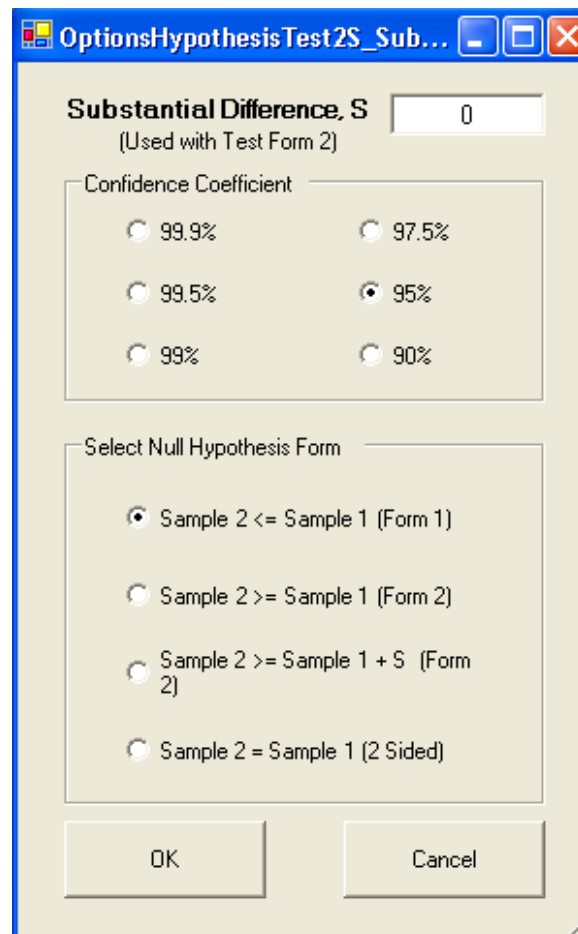 OptionsHypothesisTest2S_Sub...
Substantial Difference, S
0
(Used with Test Form 2)
Confidence Coefficient
99.9%
97.5%
99.5%
95%
99%
90%
Select Null Hypothesis Form
Sample 2 <= Sample 1 (Form 1)
Sample 2 >= Sample 1 (Form 2)
Sample 2 >= Sample 1 + S (Form
2)
Sample 2 = Sample 1 (2 Sided)
OK
Cancel